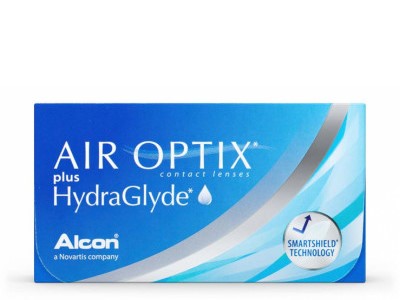 AIR OPTIX*
contact lenses
plus
HydraGlyde*
Alcon
a Novartis company
SMARTSHIELD*
TECHNOLOGY